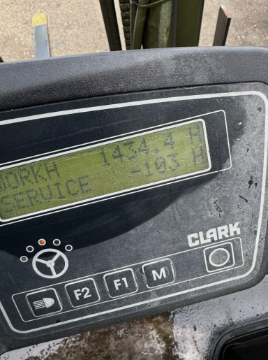 WORKH 1434.4 H
SERVICE -103 H
CLARK
F2 F1 M